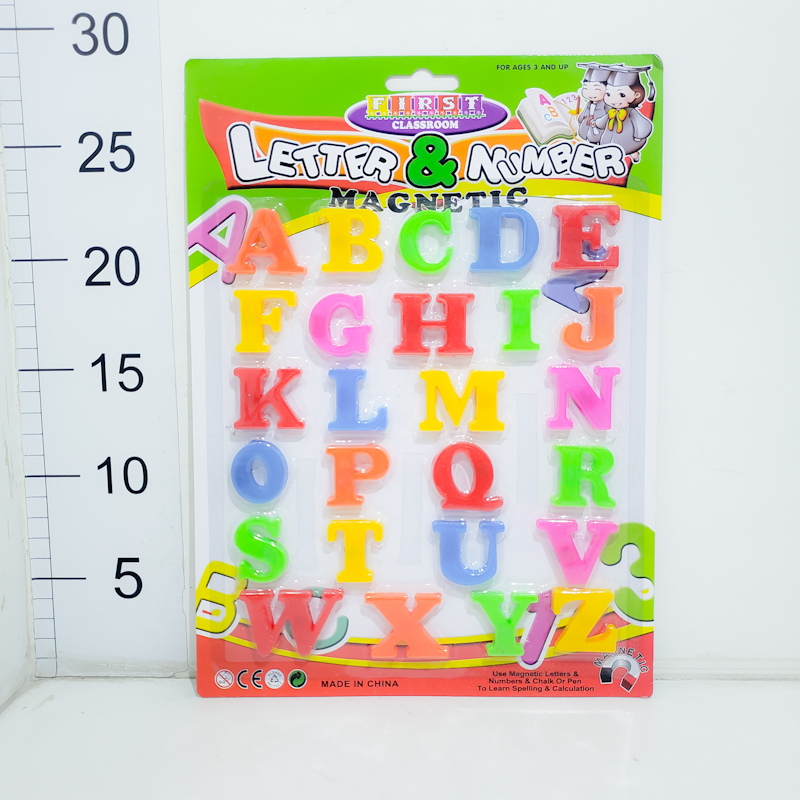 30
25
20
15
10
5
FOR AGES 3 AND UP
FIRST
CLASSROOM
LETTER & NUMBER
MAGNETIC
A B C D E
F G H I J
K L M N
O P Q R
S T U V
W X Y Z
MAGNETIC
CE
MADE IN CHINA
Use Magnetic Letters &
Numbers & Chalk Or Pen
To Learn Spelling & Calculation